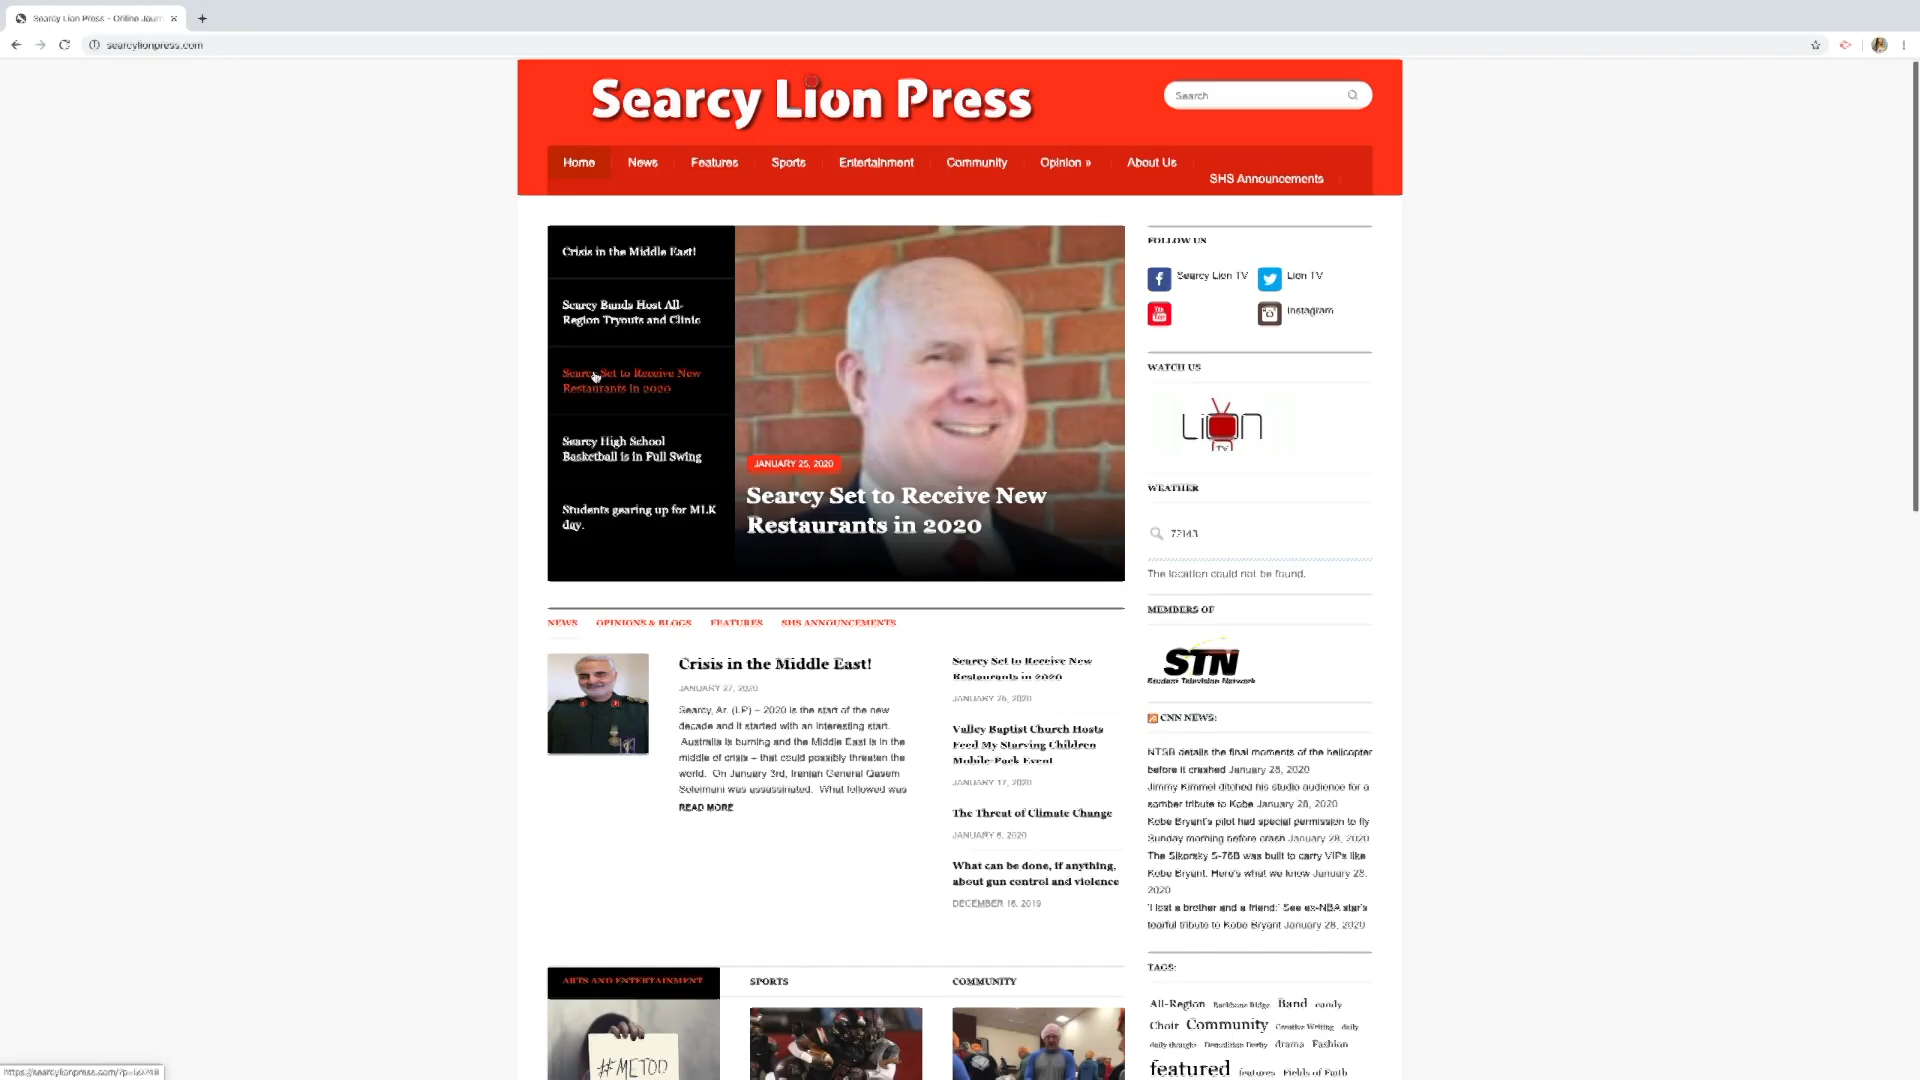 Searcy Lion Press - Online Journ
searcylionpress.com
Searcy Lion Press
Search
Home News Features Sports Entertainment Community Opinion » About Us
SHS Announcements
Crisis in the Middle East!
Searcy Bands Host All-
Region Tryouts and Clinic
Searcy Set to Receive New
Restaurants in 2020
Searcy High School
Basketball is in Full Swing
Students gearing up for MLK
day.
JANUARY 25, 2020
Searcy Set to Receive New
Restaurants in 2020
FOLLOW US
Searcy Lion TV Lion TV
You Tube Instagram
WATCH US
LiON
TV
WEATHER
72143
The location could not be found.
MEMBERS OF
STN
Student Television Network
CNN NEWS:
NTSB details the final moments of the helicopter
before it crashed January 28, 2020
Jimmy Kimmel ditched his studio audience for a
somber tribute to Kobe January 28, 2020
Kobe Bryant's pilot had special permission to fly
Sunday morning before crash January 28, 2020
The Sikorsky S-76B was built to carry VIPs like
Kobe Bryant. Here's what we know January 28,
2020
'I lost a brother and a friend:' See ex-NBA star's
tearful tribute to Kobe Bryant January 28, 2020
TAGS:
All-Region Backbone Ridge Band candy
Choir Community Creative Writing daily
daily thought Demolition Derby drama Fashion
featured features Fields of Faith
NEWS OPINIONS & BLOGS FEATURES SHS ANNOUNCEMENTS
Crisis in the Middle East!
JANUARY 27, 2020
Searcy, Ar. (LP) – 2020 is the start of the new
decade and it started with an interesting start.
Australia is burning and the Middle East is in the
middle of crisis – that could possibly threaten the
world. On January 3rd, Iranian General Qasem
Soleimani was assassinated. What followed was
READ MORE
Searcy Set to Receive New
Restaurants in 2020
JANUARY 25, 2020
Valley Baptist Church Hosts
Feed My Starving Children
Mobile-Pack Event
JANUARY 17, 2020
The Threat of Climate Change
JANUARY 6, 2020
What can be done, if anything,
about gun control and violence
DECEMBER 16, 2019
ARTS AND ENTERTAINMENT
SPORTS
COMMUNITY
#METOO